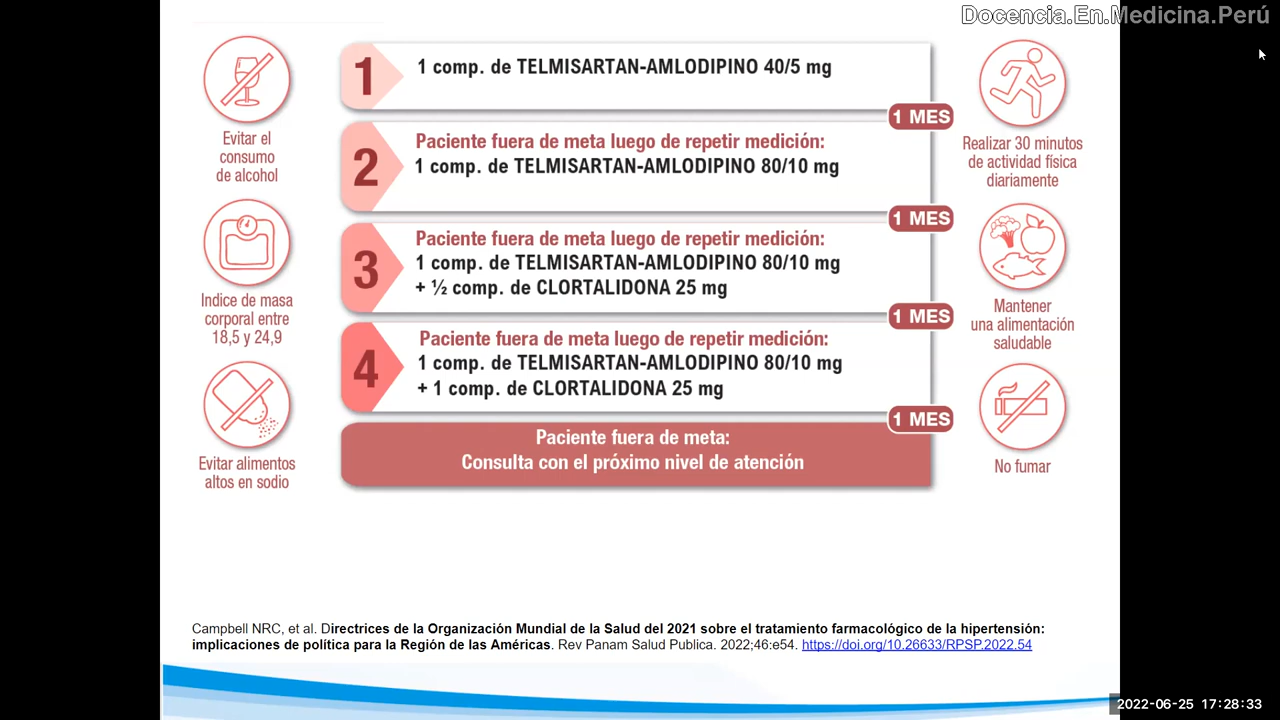 Docencia.En.Medicina.Perú
Evitar el
consumo
de alcohol
Indice de masa
corporal entre
18,5 y 24,9
Evitar alimentos
altos en sodio
1
1 comp. de TELMISARTAN-AMLODIPINO 40/5 mg
1 MES
2
Paciente fuera de meta luego de repetir medición:
1 comp. de TELMISARTAN-AMLODIPINO 80/10 mg
1 MES
3
Paciente fuera de meta luego de repetir medición:
1 comp. de TELMISARTAN-AMLODIPINO 80/10 mg
+ ½ comp. de CLORTALIDONA 25 mg
1 MES
4
Paciente fuera de meta luego de repetir medición:
1 comp. de TELMISARTAN-AMLODIPINO 80/10 mg
+ 1 comp. de CLORTALIDONA 25 mg
1 MES
Paciente fuera de meta:
Consulta con el próximo nivel de atención
Realizar 30 minutos
de actividad física
diariamente
Mantener
una alimentación
saludable
No fumar
Campbell NRC, et al. Directrices de la Organización Mundial de la Salud del 2021 sobre el tratamiento farmacológico de la hipertensión:
implicaciones de política para la Región de las Américas. Rev Panam Salud Publica. 2022;46:e54. https://doi.org/10.26633/RPSP.2022.54
2022-06-25 17:28:33